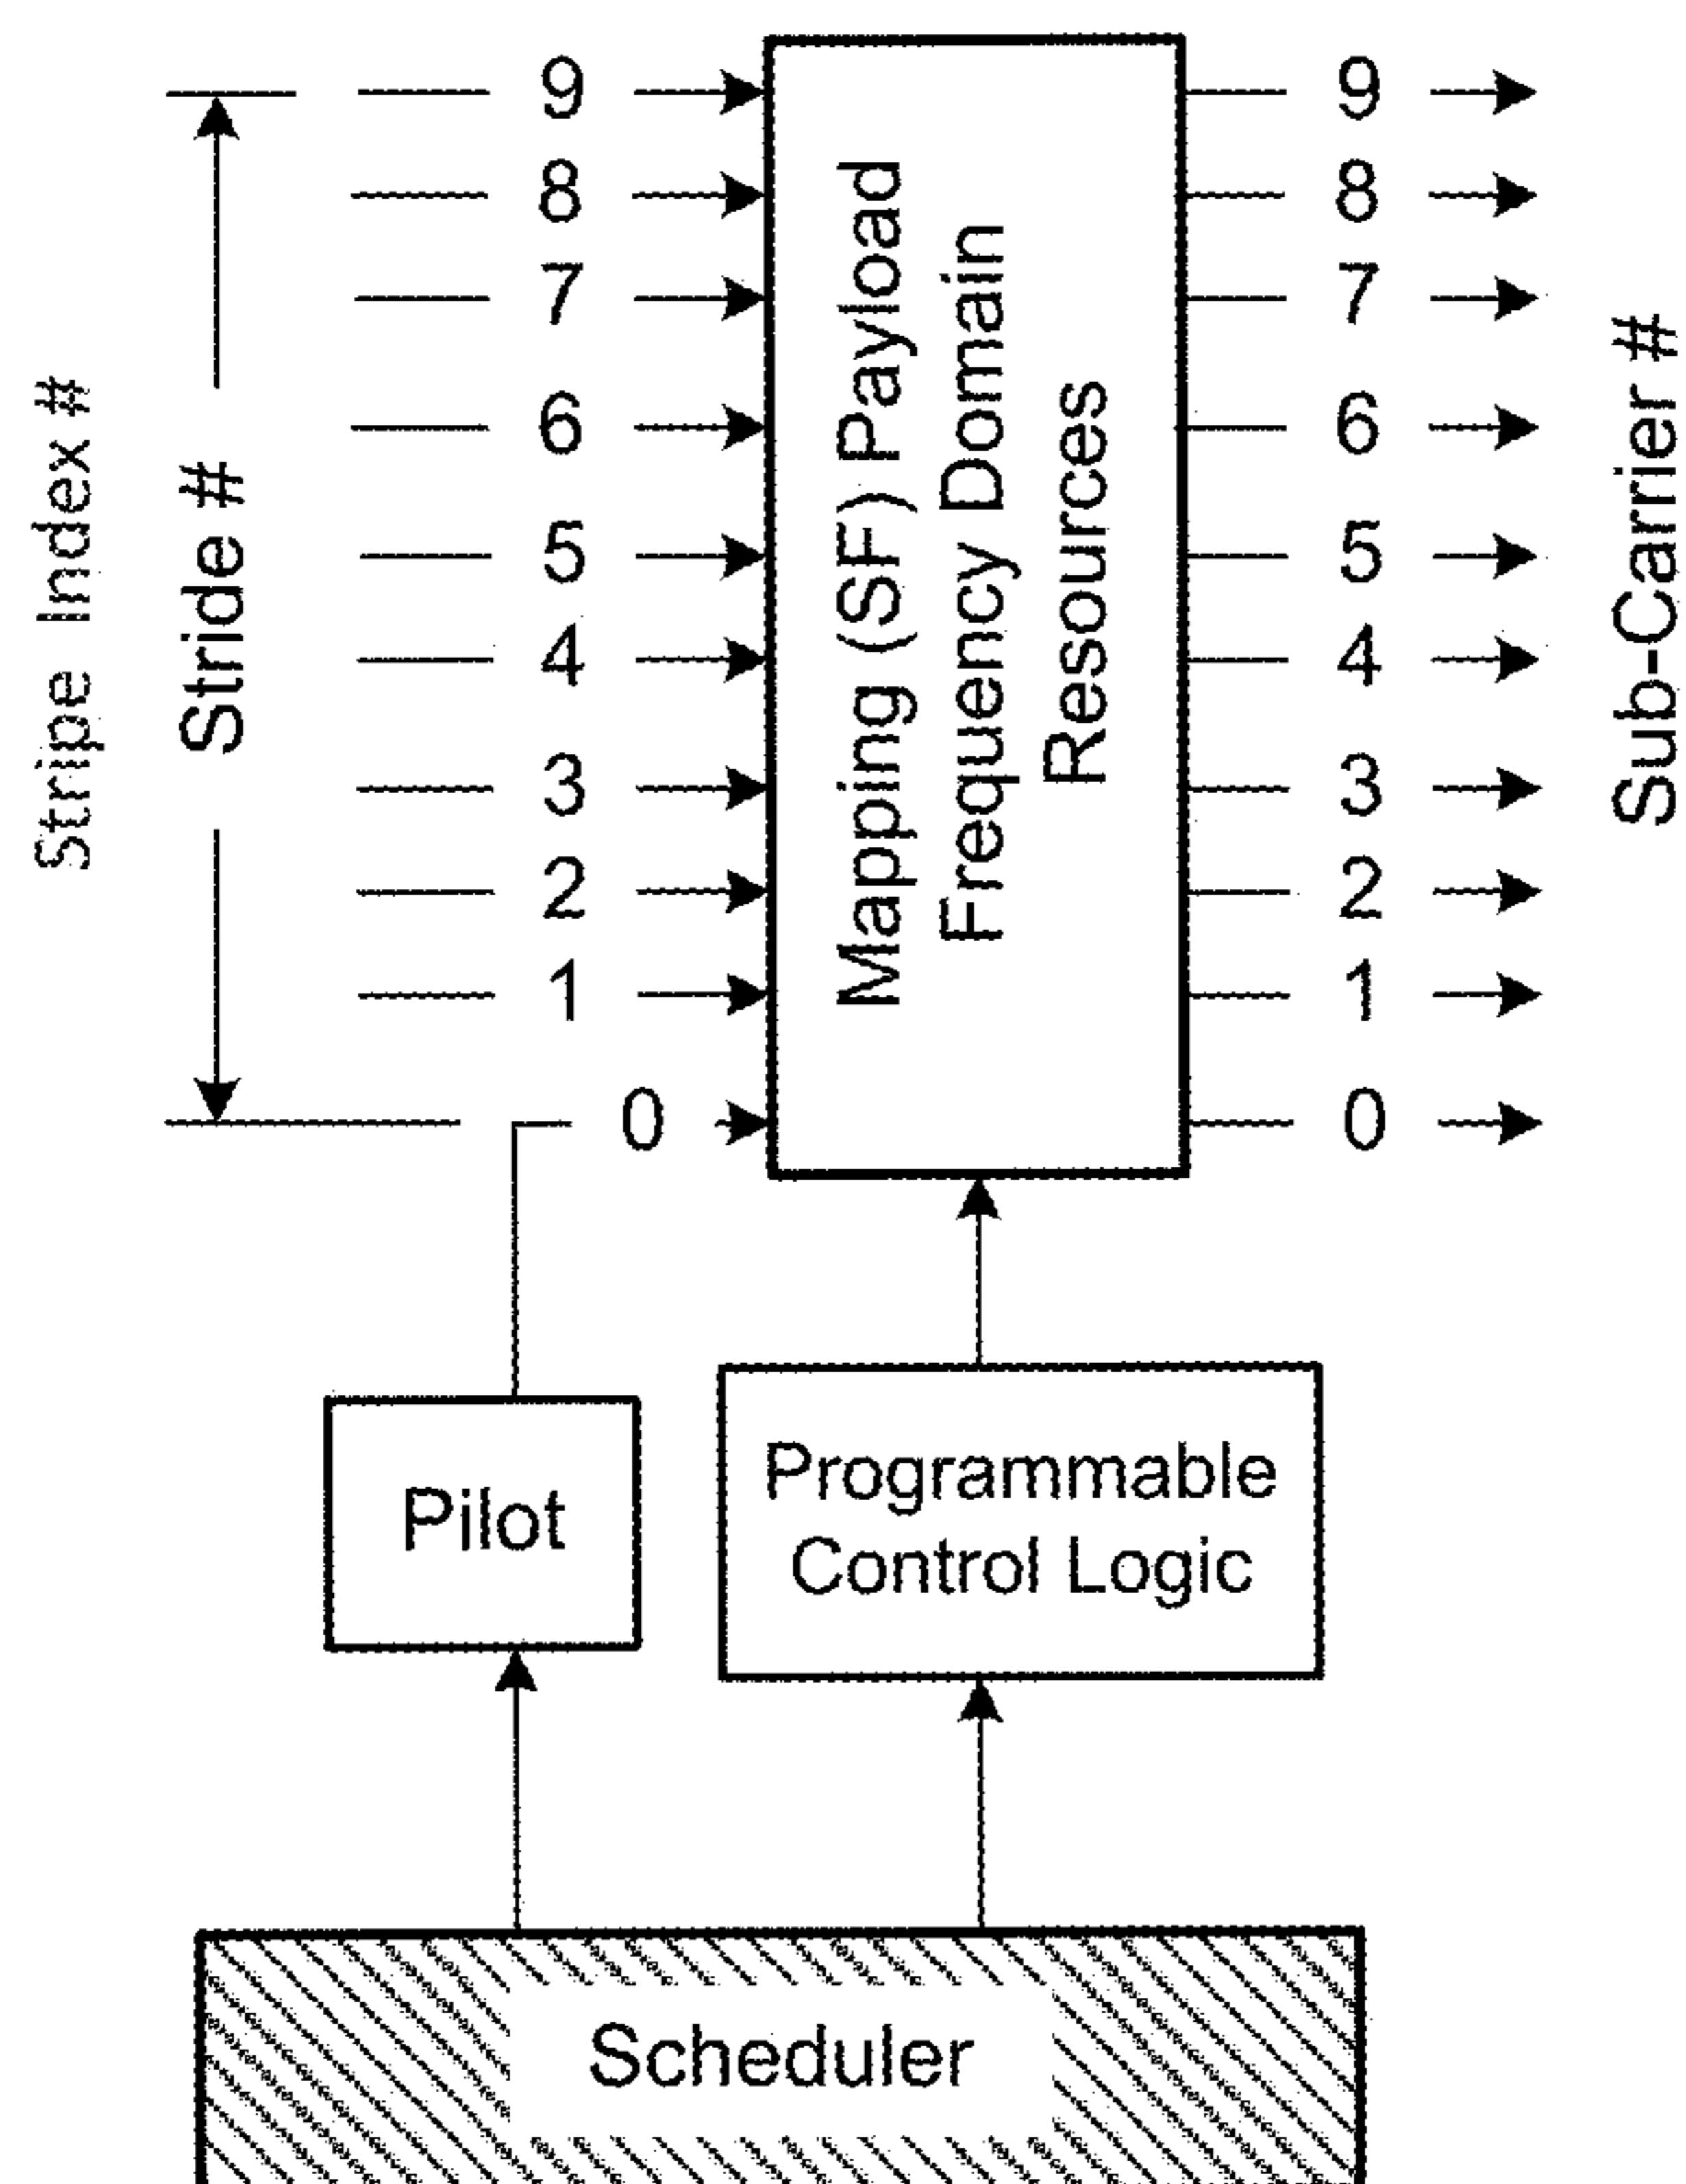 Stripe Index #
Stride #
9
8
7
6
5
4
3
2
1
0
Mapping (SF) Payload
Frequency Domain
Resources
9
8
7
6
5
4
3
2
1
0
Sub-Carrier #
Pilot
Programmable
Control Logic
Scheduler